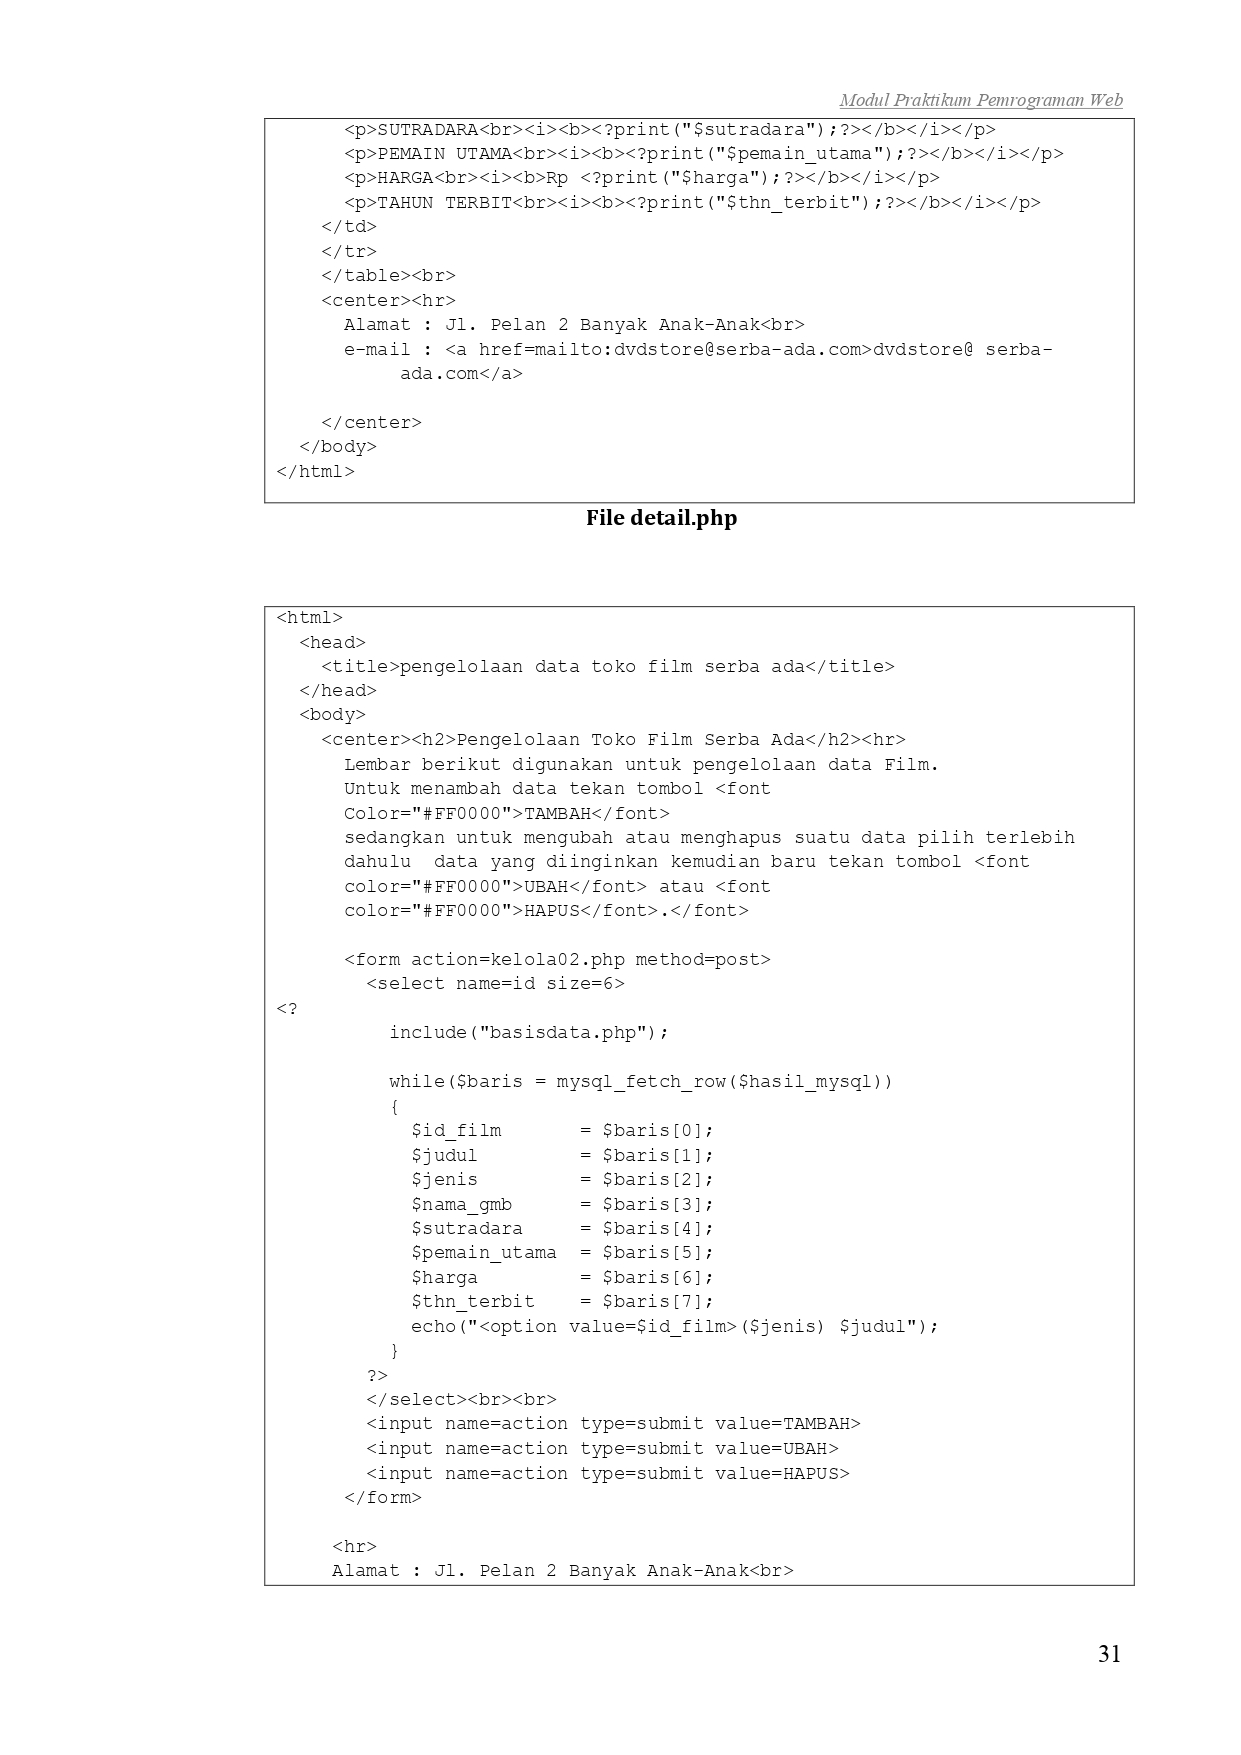 Modul Praktikum Pemrograman Web
      <p>SUTRADARA<br><i><b><?print("$sutradara");?></b></i></p>
      <p>PEMAIN UTAMA<br><i><b><?print("$pemain_utama");?></b></i></p>
      <p>HARGA<br><i><b>Rp <?print("$harga");?></b></i></p>
      <p>TAHUN TERBIT<br><i><b><?print("$thn_terbit");?></b></i></p>
    </td>
    </tr>
    </table><br>
    <center><hr>
      Alamat : Jl. Pelan 2 Banyak Anak-Anak<br>
      e-mail : <a href=mailto:dvdstore@serba-ada.com>dvdstore@ serba-
           ada.com</a>
    </center>
  </body>
</html>
File detail.php
<html>
  <head>
    <title>pengelolaan data toko film serba ada</title>
  </head>
  <body>
    <center><h2>Pengelolaan Toko Film Serba Ada</h2><hr>
      Lembar berikut digunakan untuk pengelolaan data Film.
      Untuk menambah data tekan tombol <font
      Color="#FF0000">TAMBAH</font>
      sedangkan untuk mengubah atau menghapus suatu data pilih terlebih
      dahulu  data yang diinginkan kemudian baru tekan tombol <font
      color="#FF0000">UBAH</font> atau <font
      color="#FF0000">HAPUS</font>.</font>
      <form action=kelola02.php method=post>
        <select name=id size=6>
<?
          include("basisdata.php");
          while($baris = mysql_fetch_row($hasil_mysql))
          {
            $id_film       = $baris[0];
            $judul         = $baris[1];
            $jenis         = $baris[2];
            $nama_gmb      = $baris[3];
            $sutradara     = $baris[4];
            $pemain_utama  = $baris[5];
            $harga         = $baris[6];
            $thn_terbit    = $baris[7];
            echo("<option value=$id_film>($jenis) $judul");
          }
        ?>
        </select><br><br>
        <input name=action type=submit value=TAMBAH>
        <input name=action type=submit value=UBAH>
        <input name=action type=submit value=HAPUS>
      </form>
     <hr>
     Alamat : Jl. Pelan 2 Banyak Anak-Anak<br>
31